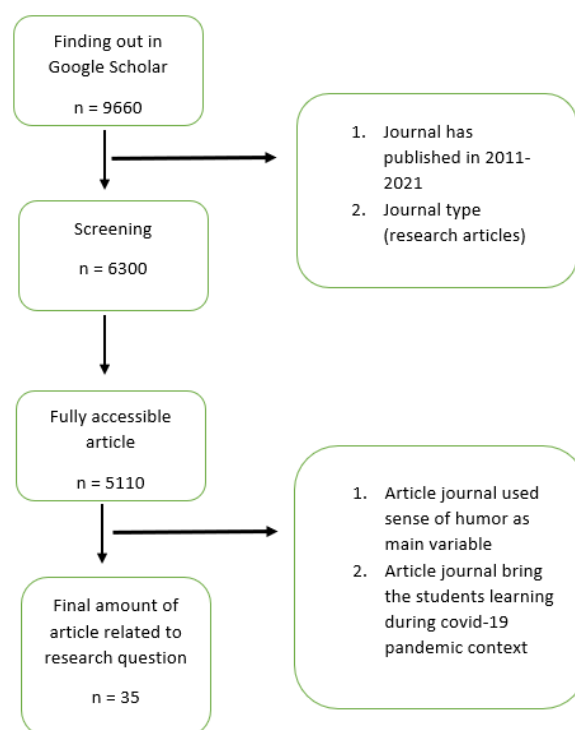 Finding out in
Google Scholar
n = 9660
1. Journal has
published in 2011-
2021
2. Journal type
(research articles)
Screening
n = 6300
Fully accessible
article
n = 5110
1. Article journal used
sense of humor as
main variable
2. Article journal bring
the students learning
during covid-19
pandemic context
Final amount of
article related to
research question
n = 35